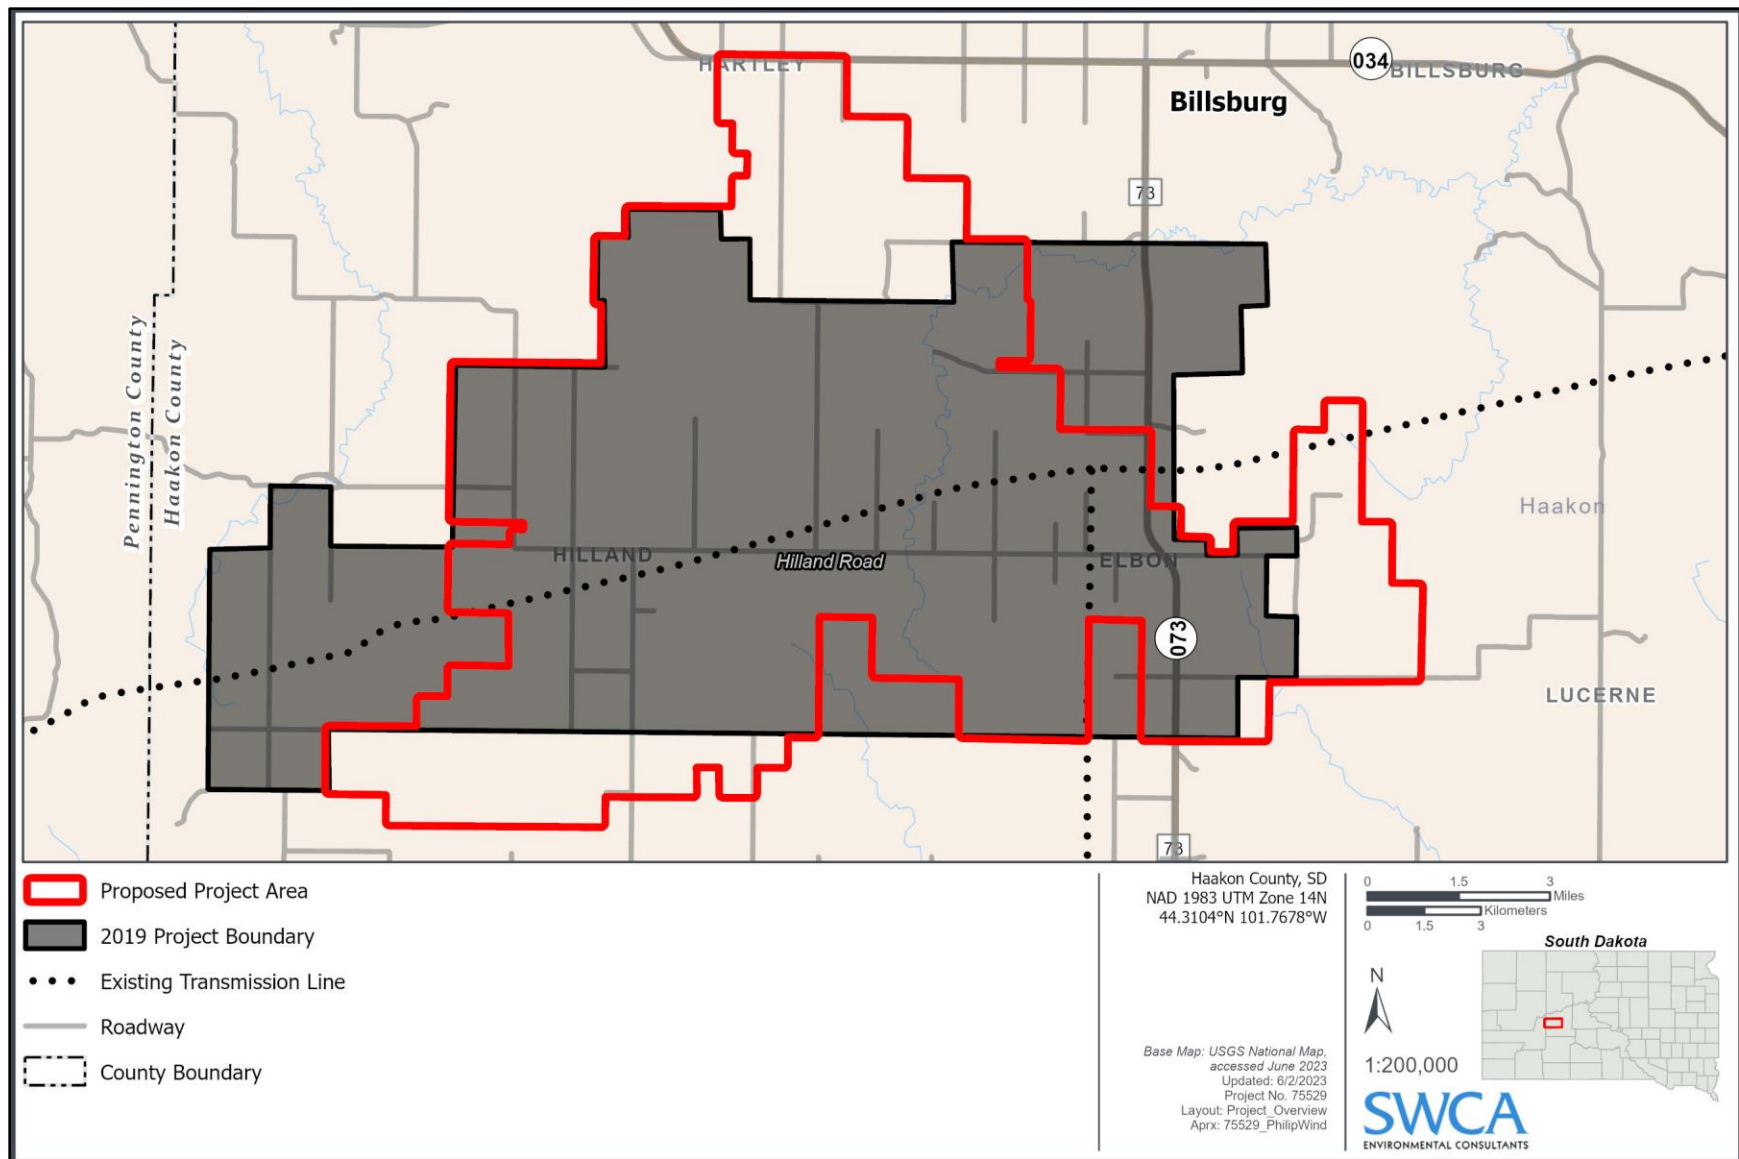 HARTLEY
034
BILLSBURG
Billsburg
73
Pennington County
Haakon County
Haakon
HILLAND
Hilland Road
ELBON
073
LUCERNE
73
Proposed Project Area
2019 Project Boundary
Existing Transmission Line
Roadway
County Boundary
Haakon County, SD
NAD 1983 UTM Zone 14N
44.3104°N 101.7678°W
Base Map: USGS National Map,
accessed June 2023
Updated: 6/2/2023
Project No. 75529
Layout: Project_Overview
Aprx: 75529_PhilipWind
0 1.5 3
Miles
Kilometers
0 1.5 3
South Dakota
N
1:200,000
SWCA
ENVIRONMENTAL CONSULTANTS